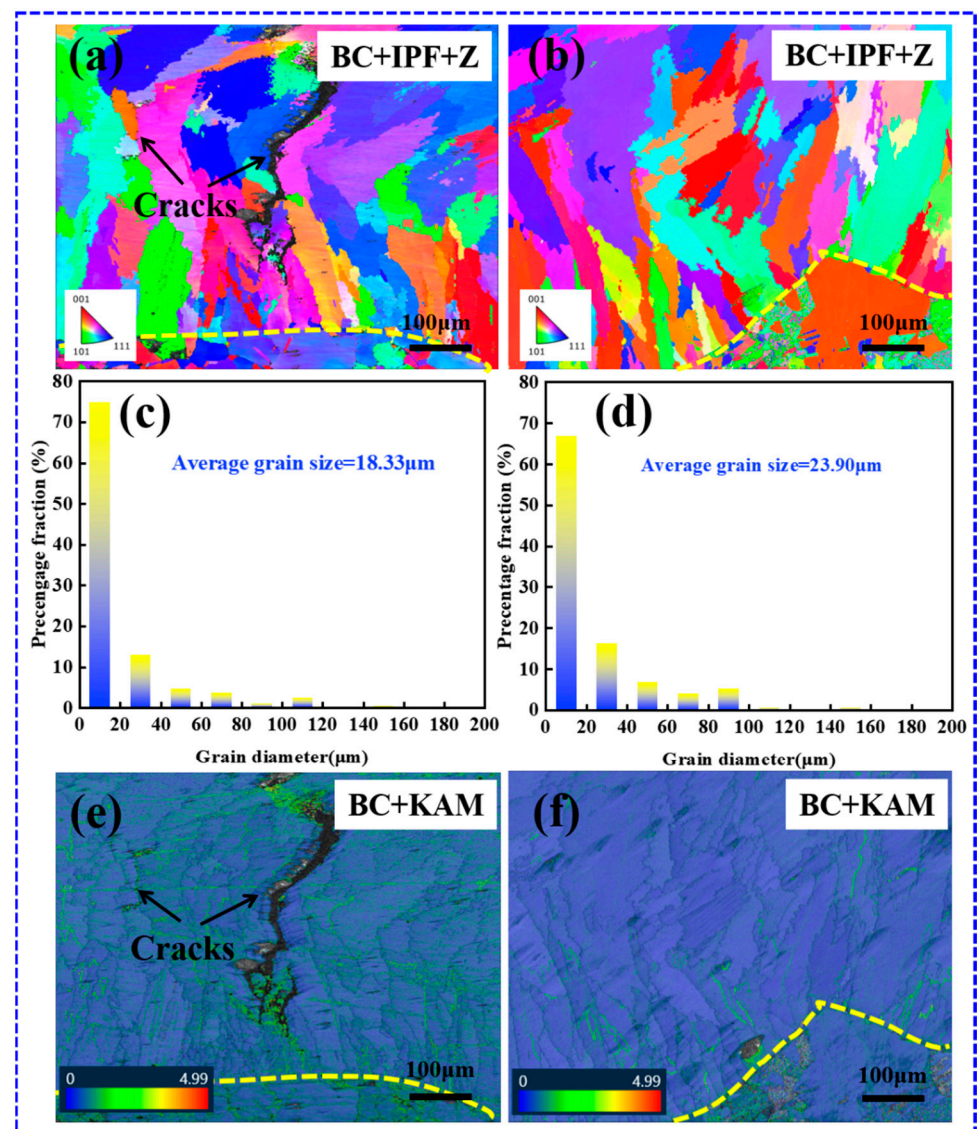 (a)
BC+IPF+Z
Cracks
001
101
111
100μm
(b)
BC+IPF+Z
001
101
111
100μm
(c)
Average grain size=18.33μm
Precengage fraction (%)
80
70
60
50
40
30
20
10
0
0 20 40 60 80 100 120 140 160 180 200
Grain diameter(μm)
(d)
Average grain size=23.90μm
Precentage fraction (%)
80
70
60
50
40
30
20
10
0
0 20 40 60 80 100 120 140 160 180 200
Grain diameter(μm)
(e)
BC+KAM
Cracks
0 4.99
100μm
(f)
BC+KAM
0 4.99
100μm